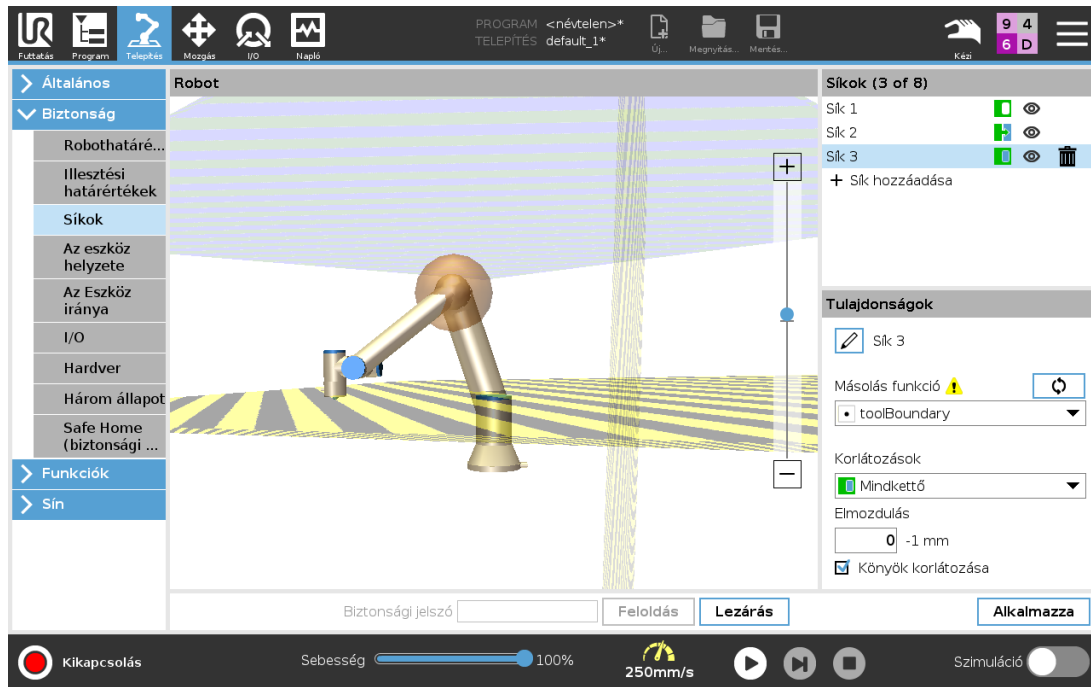 UR
Futtatás
Program
Telepítés
Mozgás
I/O
Napló
PROGRAM <névtelen>*
TELEPÍTÉS default_1*
Új...
Megnyitás...
Mentés...
Kézi
9 4
6 D
Általános
Biztonság
Robothatáré...
Illesztési
határértékek
Síkok
Az eszköz
helyzete
Az Eszköz
iránya
I/O
Hardver
Három állapot
Safe Home
(biztonsági ...
Funkciók
Sín
Robot
Síkok (3 of 8)
Sík 1
Sík 2
Sík 3
+ Sík hozzáadása
Tulajdonságok
Sík 3
Másolás funkció
toolBoundary
Korlátozások
Mindkettő
Elmozdulás
0 -1 mm
Könyök korlátozása
Biztonsági jelszó
Feloldás
Lezárás
Alkalmazza
Kikapcsolás
Sebesség
100%
250mm/s
Szimuláció